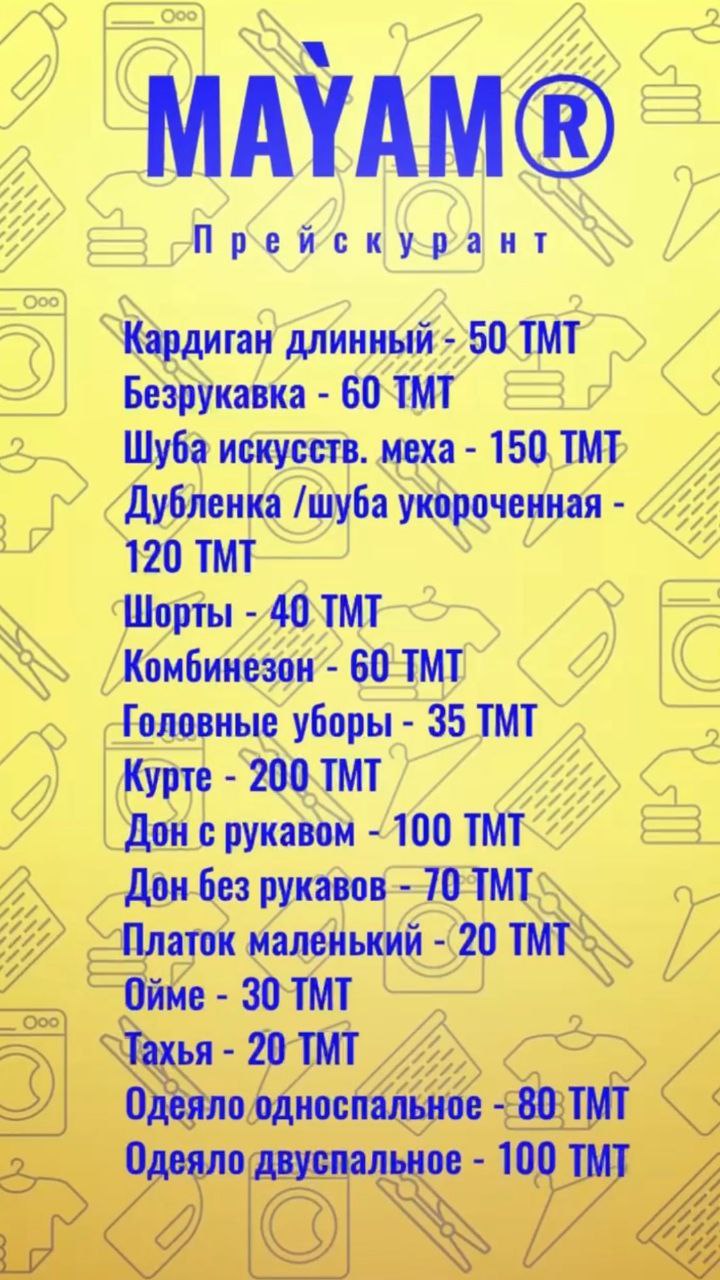 MAỲAM®
Прейскурант
Кардиган длинный - 50 ТМТ
Безрукавка - 60 ТМТ
Шуба искусств. меха - 150 ТМТ
Дубленка /шуба укороченная -
120 ТМТ
Шорты - 40 ТМТ
Комбинезон - 60 ТМТ
Головные уборы - 35 ТМТ
Курте - 200 ТМТ
Дон с рукавом - 100 ТМТ
Дон без рукавов - 70 ТМТ
Платок маленький - 20 ТМТ
Ойме - 30 ТМТ
Тахья - 20 ТМТ
Одеяло односпальное - 80 ТМТ
Одеяло двуспальное - 100 ТМТ